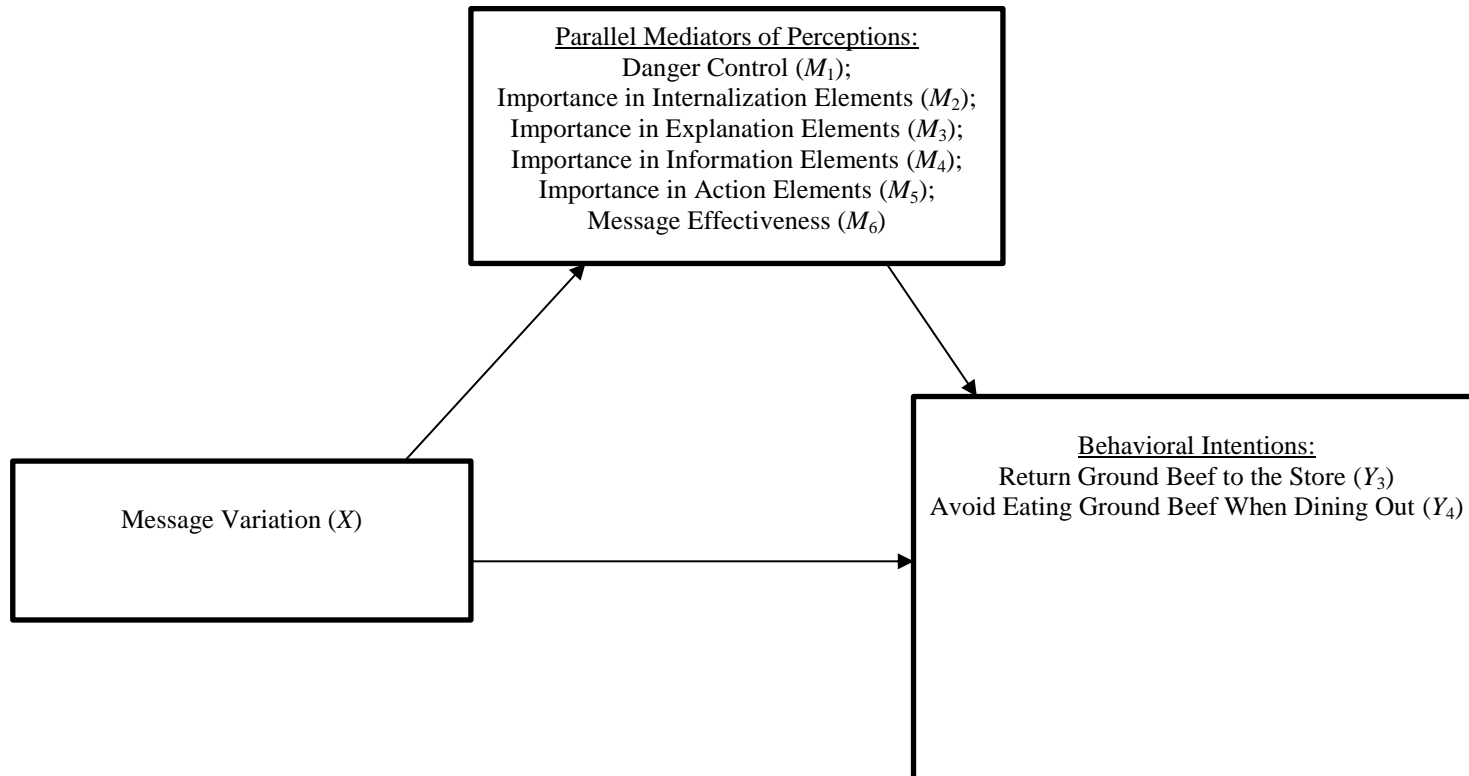 Parallel Mediators of Perceptions:
Danger Control (M₁);
Importance in Internalization Elements (M₂);
Importance in Explanation Elements (M₃);
Importance in Information Elements (M₄);
Importance in Action Elements (M₅);
Message Effectiveness (M₆)
Message Variation (X)
Behavioral Intentions:
Return Ground Beef to the Store (Y₃)
Avoid Eating Ground Beef When Dining Out (Y₄)